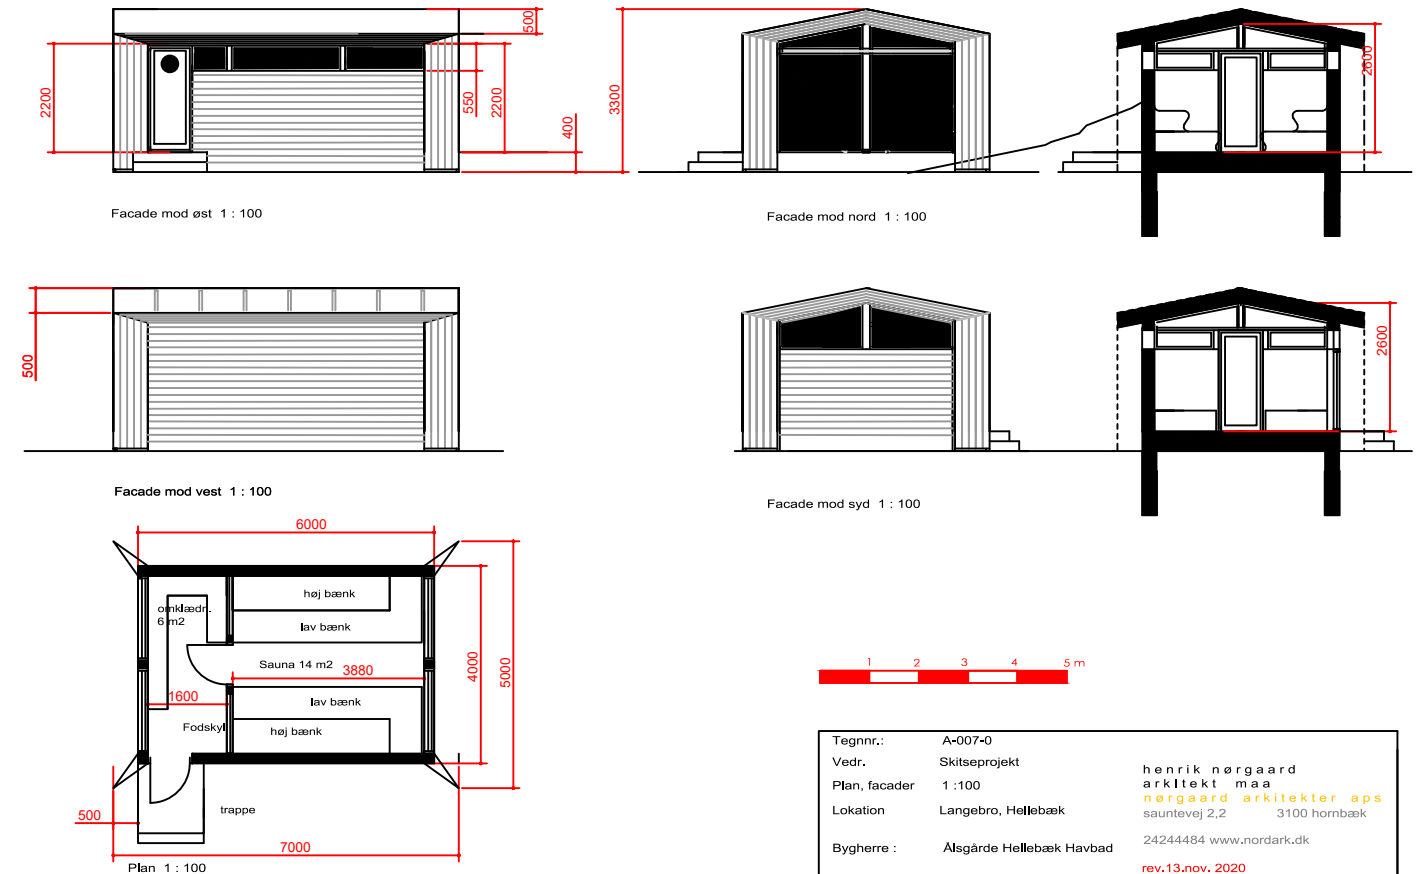 500
2200
550
2200
400
3300
2600
Facade mod øst 1 : 100
Facade mod nord 1 : 100
500
2600
Facade mod vest 1 : 100
Facade mod syd 1 : 100
6000
omklædr.
6 m2
høj bænk
lav bænk
Sauna 14 m2
3880
4000
5000
1600
lav bænk
Fodskyl
høj bænk
trappe
500
7000
Plan 1 : 100
1 2 3 4 5 m
Tegnnr.: A-007-0
Vedr. Skitseprojekt
Plan, facader 1 :100
Lokation Langebro, Hellebæk
Bygherre : Ålsgårde Hellebæk Havbad
henrik nørgaard
arkitekt maa
nørgaard arkitekter aps
sauntevej 2,2 3100 hornbæk
24244484 www.nordark.dk
rev.13.nov. 2020